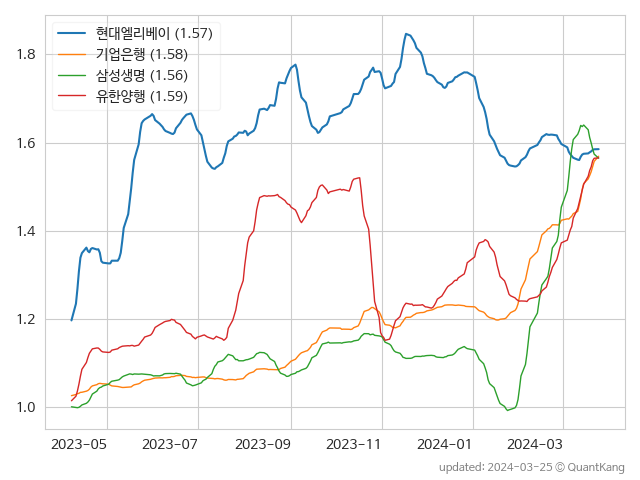 현대엘리베이 (1.57)
기업은행 (1.58)
삼성생명 (1.56)
유한양행 (1.59)
1.8
1.6
1.4
1.2
1.0
2023-05 2023-07 2023-09 2023-11 2024-01 2024-03
updated: 2024-03-25 © QuantKang